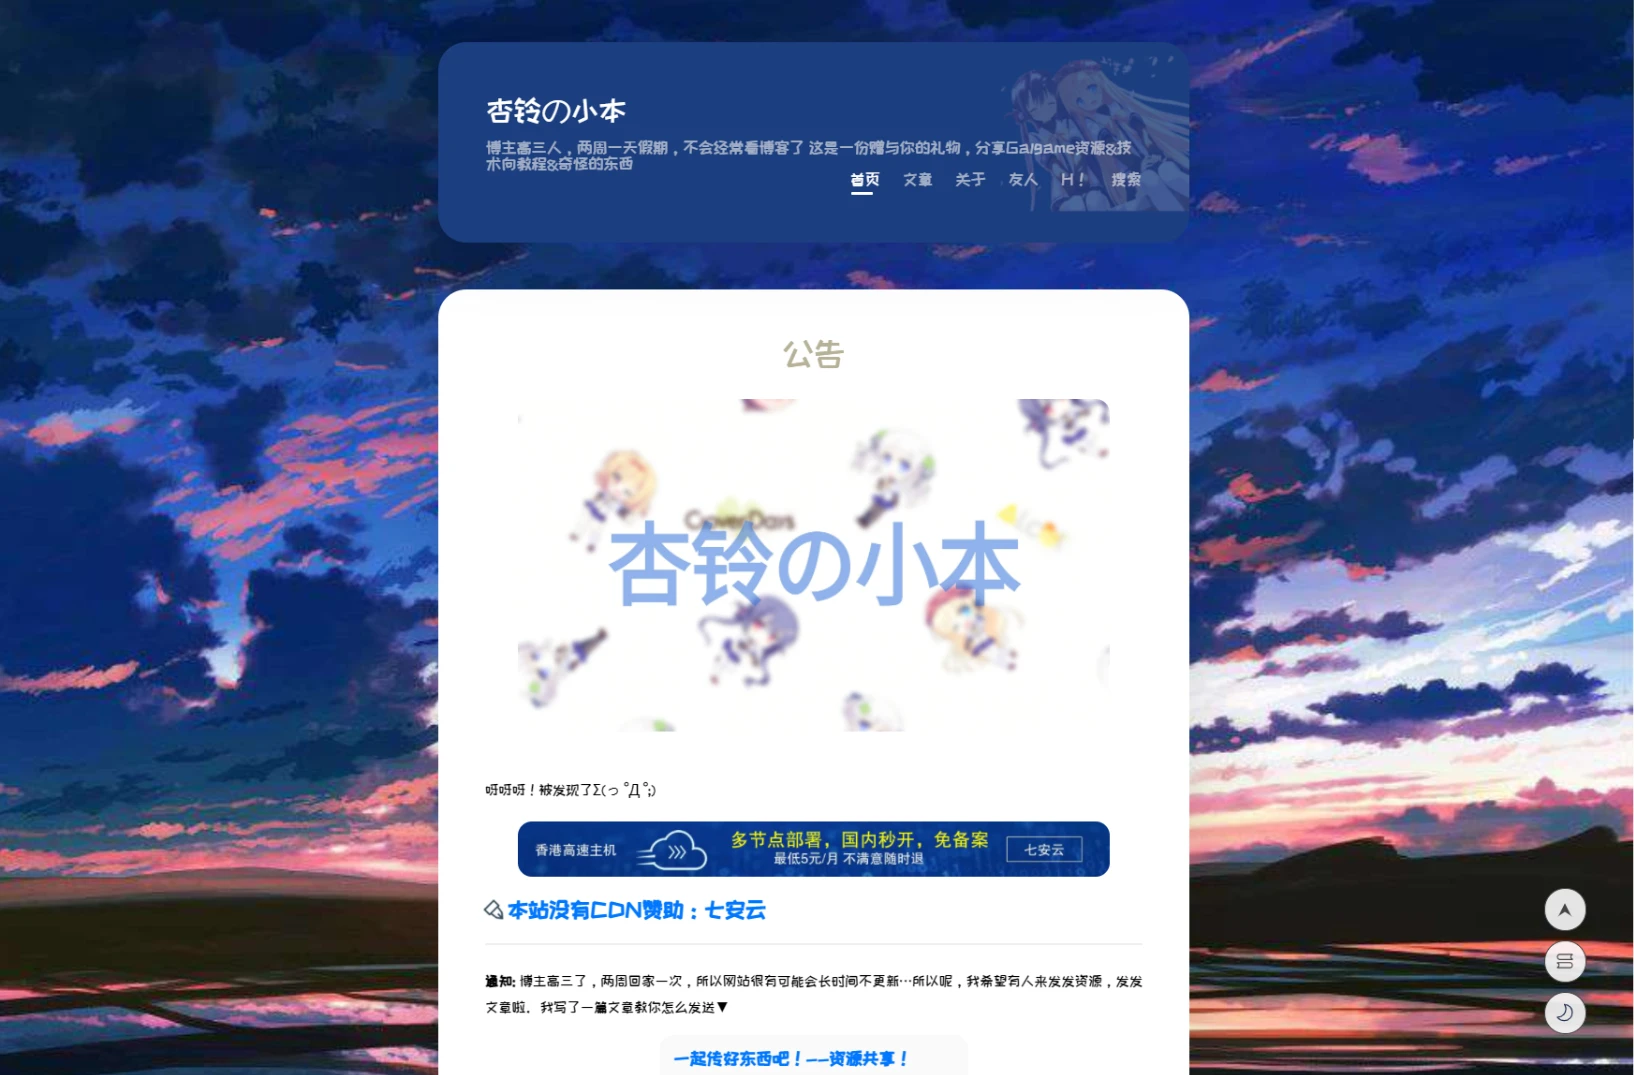 杏铃の小本
博主高三人，两周一天假期，不会经常看博客了 这是一份赠与你的礼物，分享Galgame资源&技
术向教程&奇怪的东西
首页 文章 关于 友人 H！ 搜索
公告
CloverDays
杏铃の小本
呀呀呀！被发现了Σ(っ °Д °;)
香港高速主机
多节点部署，国内秒开，免备案
最低5元/月 不满意随时退
七安云
本站没有CDN赞助：七安云
通知: 博主高三了，两周回家一次，所以网站很有可能会长时间不更新…所以呢，我希望有人来发发资源，发发
文章啦。我写了一篇文章教你怎么发送▼
一起传好东西吧！——资源共享！